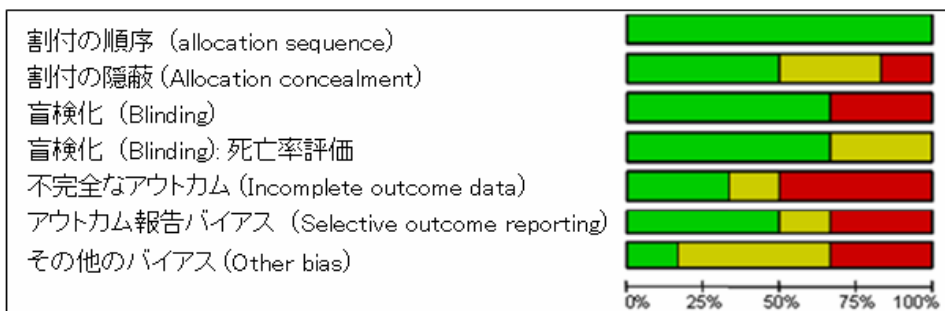 割付の順序 (allocation sequence)
割付の隠蔽 (Allocation concealment)
盲検化 (Blinding)
盲検化 (Blinding): 死亡率評価
不完全なアウトカム (Incomplete outcome data)
アウトカム報告バイアス (Selective outcome reporting)
その他のバイアス (Other bias)
0% 25% 50% 75% 100%